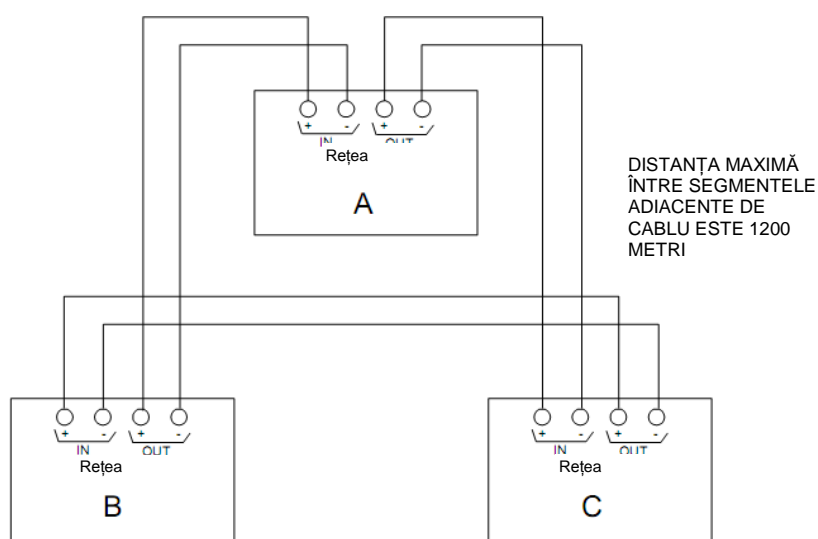 + - + -
IN OUT
Rețea
A
DISTANȚA MAXIMĂ
ÎNTRE SEGMENTELE
ADIACENTE DE
CABLU ESTE 1200
METRI
+ - + -
IN OUT
Rețea
B
+ - + -
IN OUT
Rețea
C